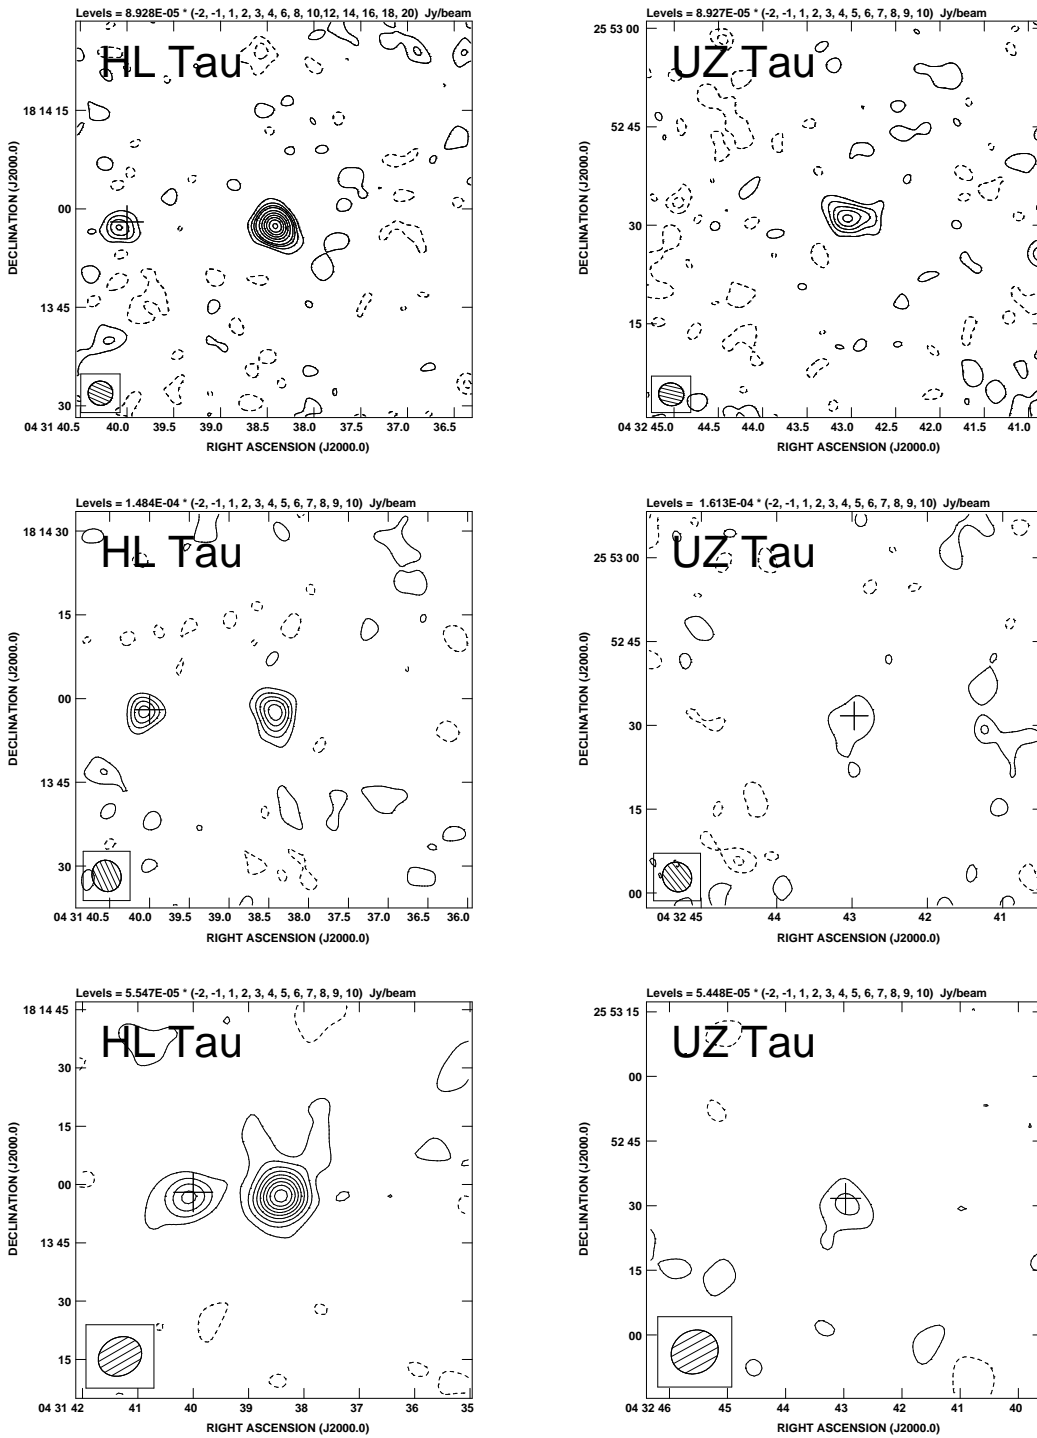 Levels = 8.928E-05 * (-2, -1, 1, 2, 3, 4, 6, 8, 10,12, 14, 16, 18, 20) Jy/beam
HL Tau
DECLINATION (J2000.0)
18 14 15
00
13 45
30
04 31 40.5 40.0 39.5 39.0 38.5 38.0 37.5 37.0 36.5
RIGHT ASCENSION (J2000.0)
Levels = 8.927E-05 * (-2, -1, 1, 2, 3, 4, 5, 6, 7, 8, 9, 10) Jy/beam
UZ Tau
DECLINATION (J2000.0)
25 53 00
52 45
30
15
04 32 45.0 44.5 44.0 43.5 43.0 42.5 42.0 41.5 41.0
RIGHT ASCENSION (J2000.0)
Levels = 1.484E-04 * (-2, -1, 1, 2, 3, 4, 5, 6, 7, 8, 9, 10) Jy/beam
HL Tau
DECLINATION (J2000.0)
18 14 30
15
00
13 45
30
04 31 40.5 40.0 39.5 39.0 38.5 38.0 37.5 37.0 36.5 36.0
RIGHT ASCENSION (J2000.0)
Levels = 1.613E-04 * (-2, -1, 1, 2, 3, 4, 5, 6, 7, 8, 9, 10) Jy/beam
UZ Tau
DECLINATION (J2000.0)
25 53 00
52 45
30
15
00
04 32 45 44 43 42 41
RIGHT ASCENSION (J2000.0)
Levels = 5.547E-05 * (-2, -1, 1, 2, 3, 4, 5, 6, 7, 8, 9, 10) Jy/beam
HL Tau
DECLINATION (J2000.0)
18 14 45
30
15
00
13 45
30
15
04 31 42 41 40 39 38 37 36 35
RIGHT ASCENSION (J2000.0)
Levels = 5.448E-05 * (-2, -1, 1, 2, 3, 4, 5, 6, 7, 8, 9, 10) Jy/beam
UZ Tau
DECLINATION (J2000.0)
25 53 15
00
52 45
30
15
00
04 32 46 45 44 43 42 41 40
RIGHT ASCENSION (J2000.0)